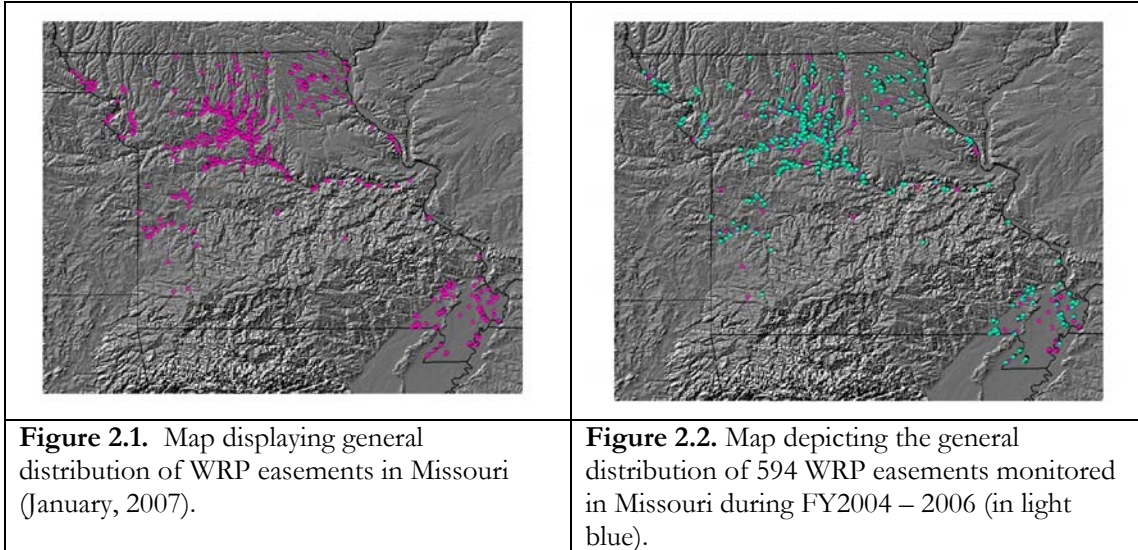 Figure 2.1. Map displaying general
distribution of WRP easements in Missouri
(January, 2007).
Figure 2.2. Map depicting the general
distribution of 594 WRP easements monitored
in Missouri during FY2004 – 2006 (in light
blue).